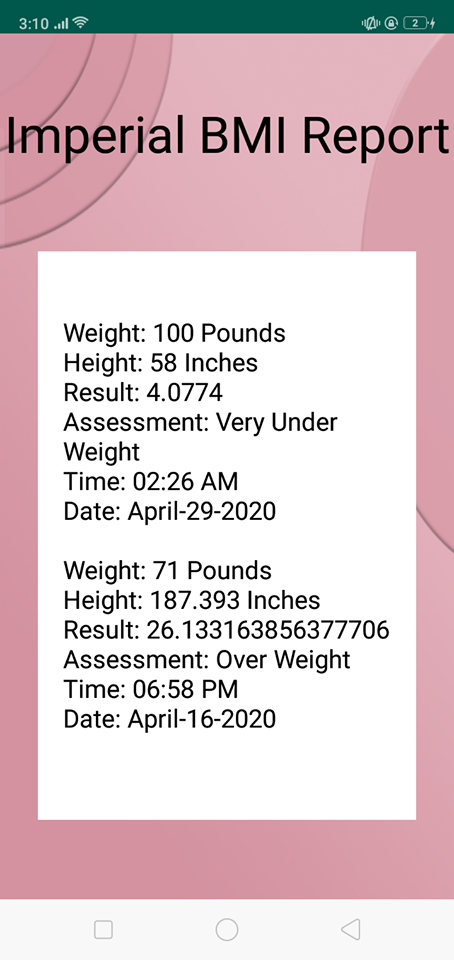 3:10
2
Imperial BMI Report
Weight: 100 Pounds
Height: 58 Inches
Result: 4.0774
Assessment: Very Under
Weight
Time: 02:26 AM
Date: April-29-2020
Weight: 71 Pounds
Height: 187.393 Inches
Result: 26.133163856377706
Assessment: Over Weight
Time: 06:58 PM
Date: April-16-2020